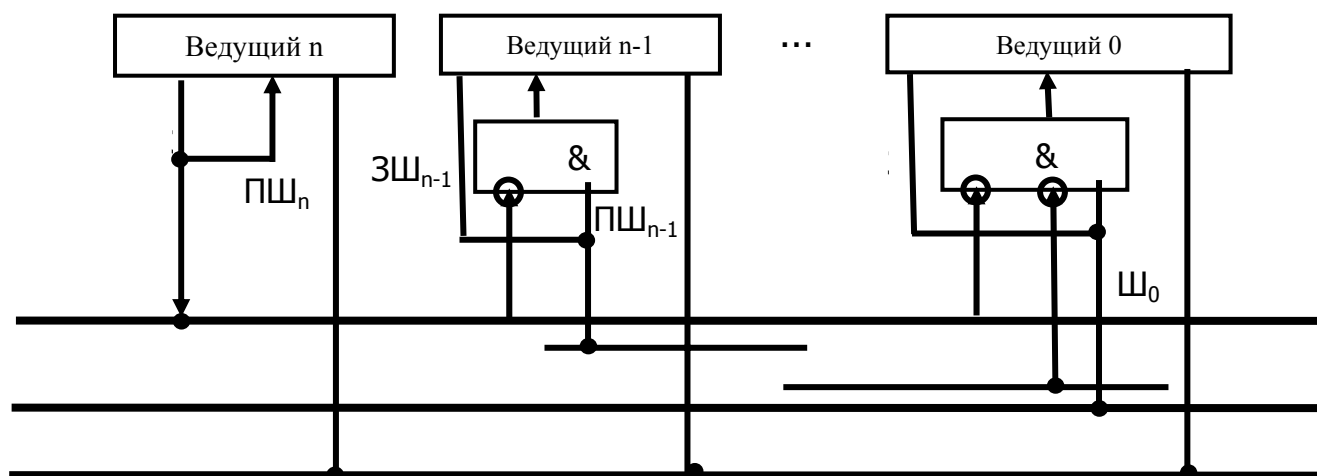 Ведущий n
Ведущий n-1
...
Ведущий 0
&
&
ЗШn-1
ПШn
ПШn-1
Ш0